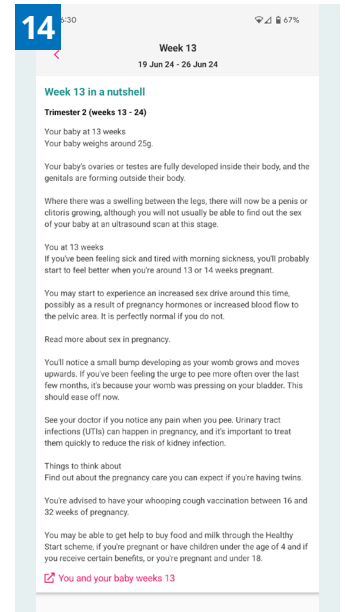 14
6:30
67%
Week 13
19 Jun 24 - 26 Jun 24
Week 13 in a nutshell
Trimester 2 (weeks 13 - 24)
Your baby at 13 weeks
Your baby weighs around 25g.
Your baby's ovaries or testes are fully developed inside their body, and the
genitals are forming outside their body.
Where there was a swelling between the legs, there will now be a penis or
clitoris growing, although you will not usually be able to find out the sex
of your baby at an ultrasound scan at this stage.
You at 13 weeks
If you've been feeling sick and tired with morning sickness, you'll probably
start to feel better when you're around 13 or 14 weeks pregnant.
You may start to experience an increased sex drive around this time,
possibly as a result of pregnancy hormones or increased blood flow to
the pelvic area. It is perfectly normal if you do not.
Read more about sex in pregnancy.
You'll notice a small bump developing as your womb grows and moves
upwards. If you've been feeling the urge to pee more often over the last
few months, it's because your womb was pressing on your bladder. This
should ease off now.
See your doctor if you notice any pain when you pee. Urinary tract
infections (UTIs) can happen in pregnancy, and it's important to treat
them quickly to reduce the risk of kidney infection.
Things to think about
Find out about the pregnancy care you can expect if you're having twins.
You're advised to have your whooping cough vaccination between 16 and
32 weeks of pregnancy.
You may be able to get help to buy food and milk through the Healthy
Start scheme, if you're pregnant or have children under the age of 4 and if
you receive certain benefits, or you're pregnant and under 18.
You and your baby weeks 13